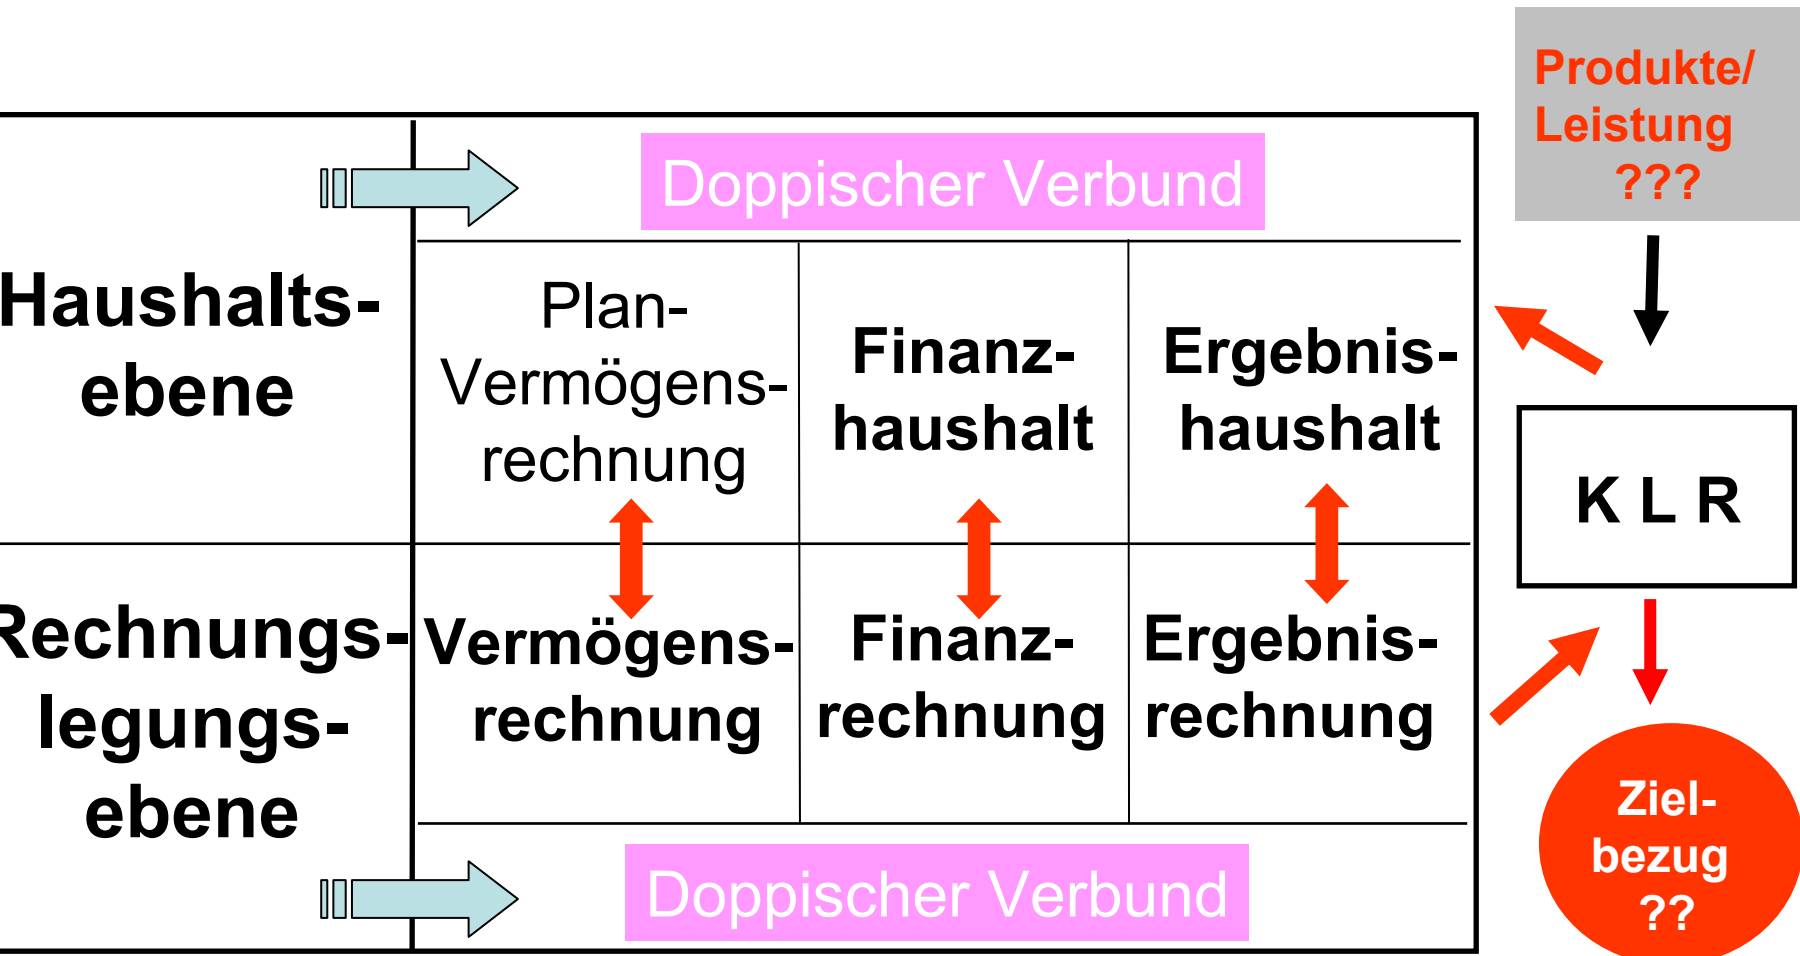 Produkte/
Leistung
???
Doppischer Verbund
Haushalts-
ebene
Plan-
Vermögens-
rechnung
Finanz-
haushalt
Ergebnis-
haushalt
K L R
Rechnungs-
legungs-
ebene
Vermögens-
rechnung
Finanz-
rechnung
Ergebnis-
rechnung
Doppischer Verbund
Ziel-
bezug
??